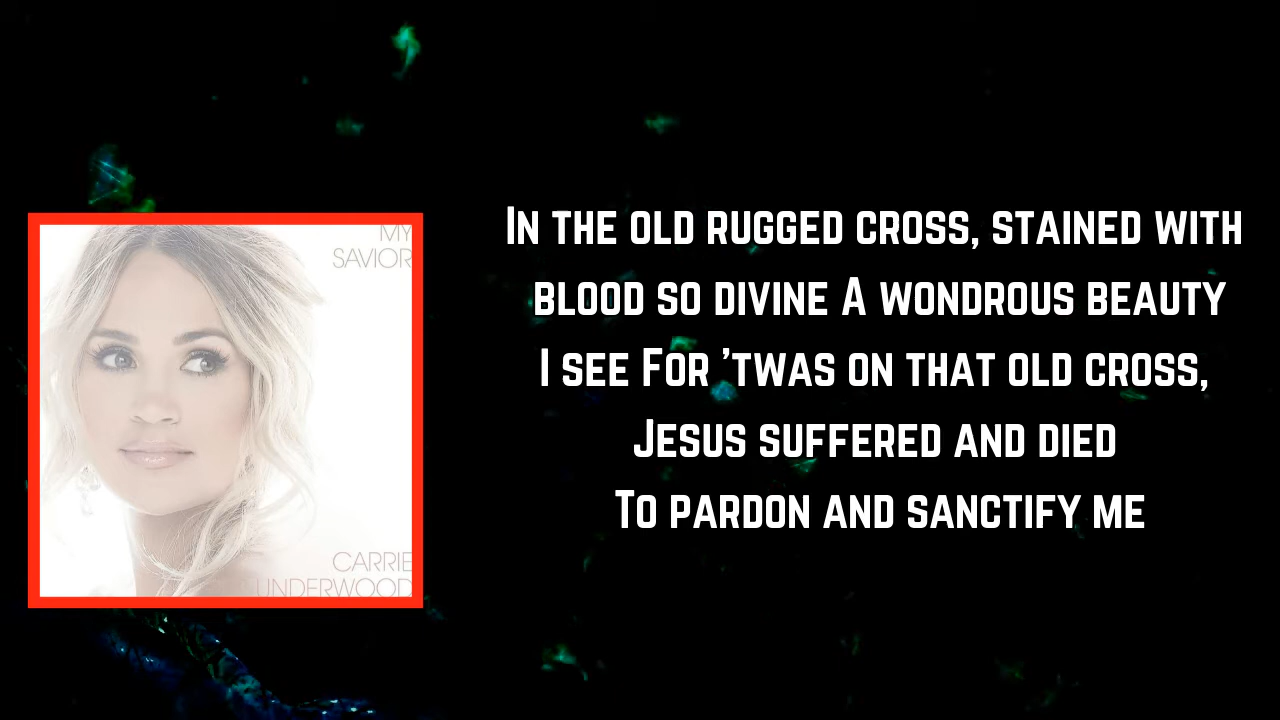 MY
SAVIOR
CARRIE
UNDERWOOD
In the old rugged cross, stained with
blood so divine A wondrous beauty
I see For 'twas on that old cross,
Jesus suffered and died
To pardon and sanctify me